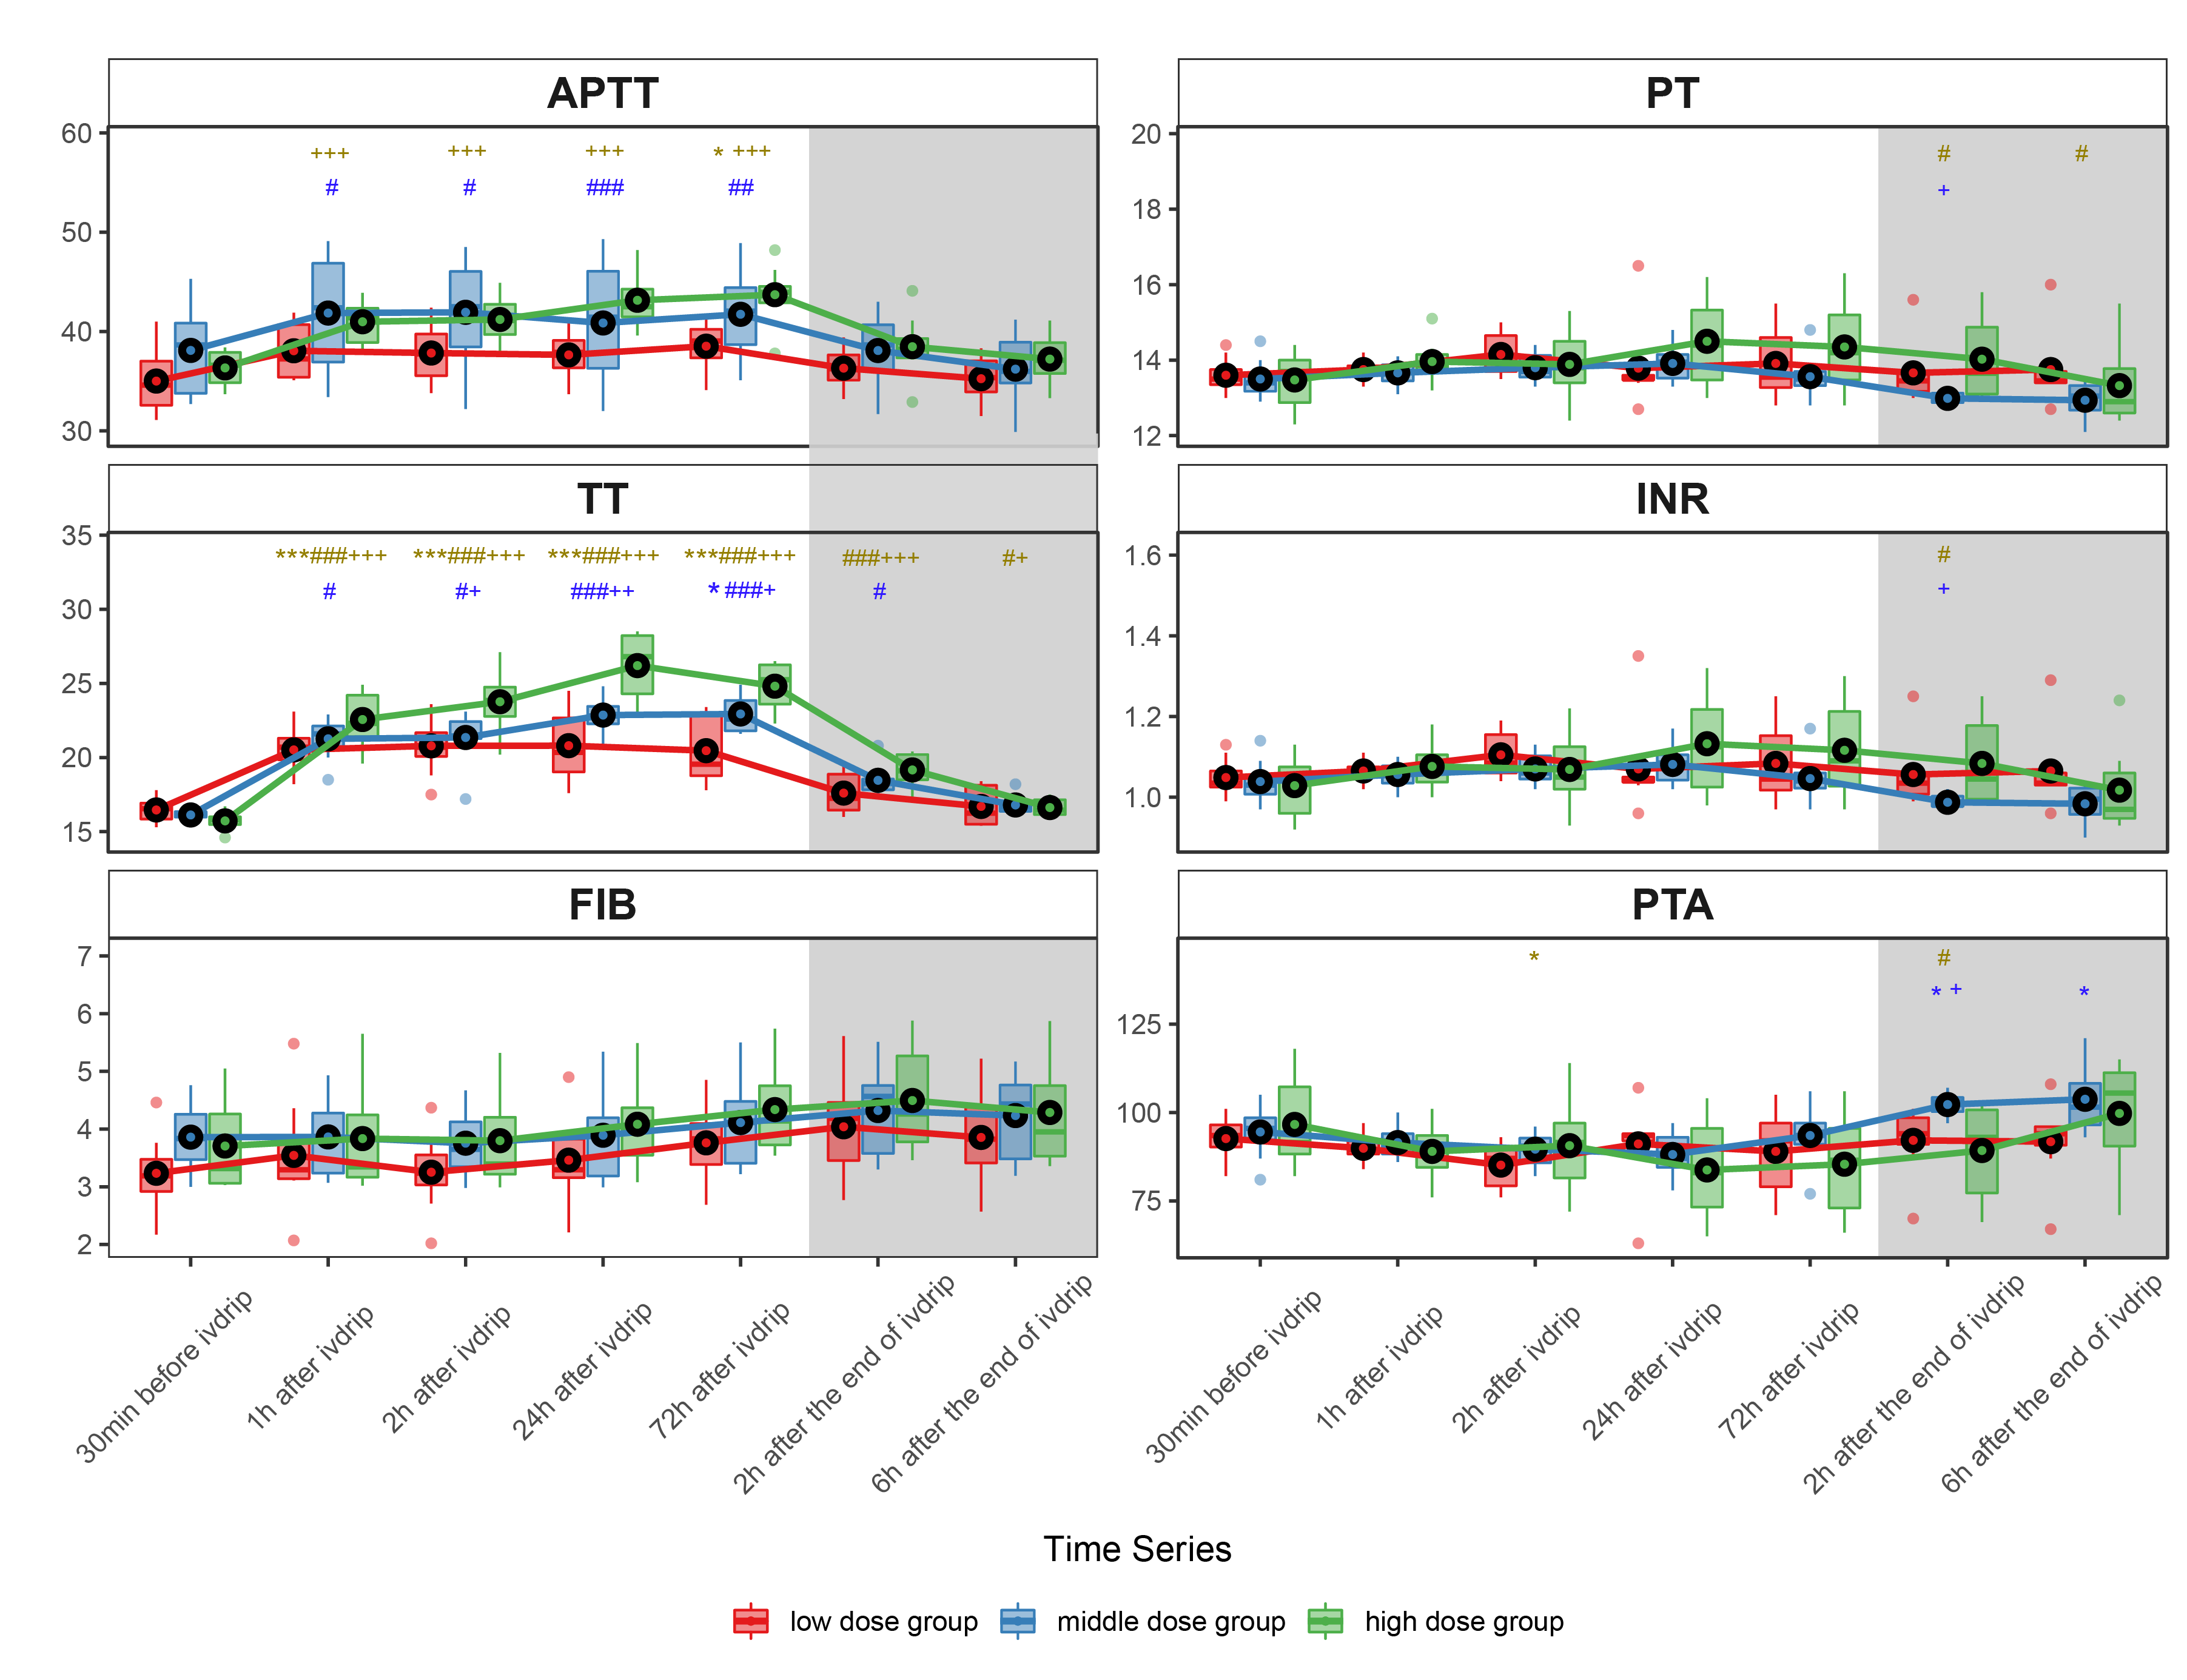 APTT
60
50
40
30
+++
+++
+++
* +++
#
#
###
##
PT
20
18
16
14
12
#
#
+
TT
35
30
25
20
15
***###+++
***###+++
***###+++
***###+++
###+++
#+
#
#+
###++
* ###+
#
INR
1.6
1.4
1.2
1.0
#
+
FIB
7
6
5
4
3
2
PTA
125
100
75
*
#
* +
*
30min before ivdrip
1h after ivdrip
2h after ivdrip
24h after ivdrip
72h after ivdrip
2h after the end of ivdrip
6h after the end of ivdrip
30min before ivdrip
1h after ivdrip
2h after ivdrip
24h after ivdrip
72h after ivdrip
2h after the end of ivdrip
6h after the end of ivdrip
Time Series
low dose group
middle dose group
high dose group